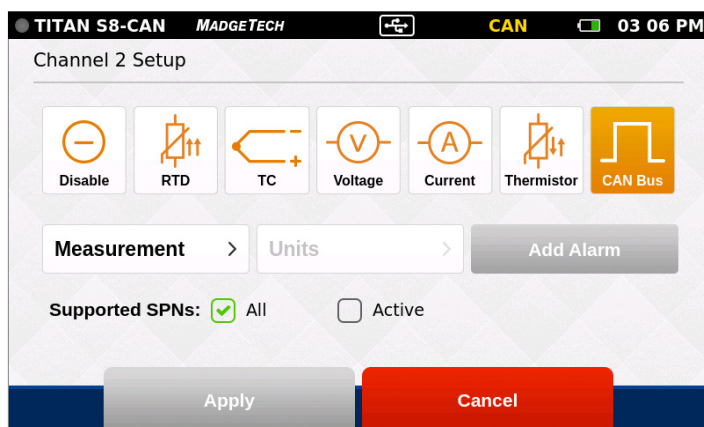 TITAN S8-CAN MADGETECH CAN 03 06 PM
Channel 2 Setup
Disable RTD TC Voltage Current Thermistor CAN Bus
Measurement > Units > Add Alarm
Supported SPNs: All Active
Apply Cancel